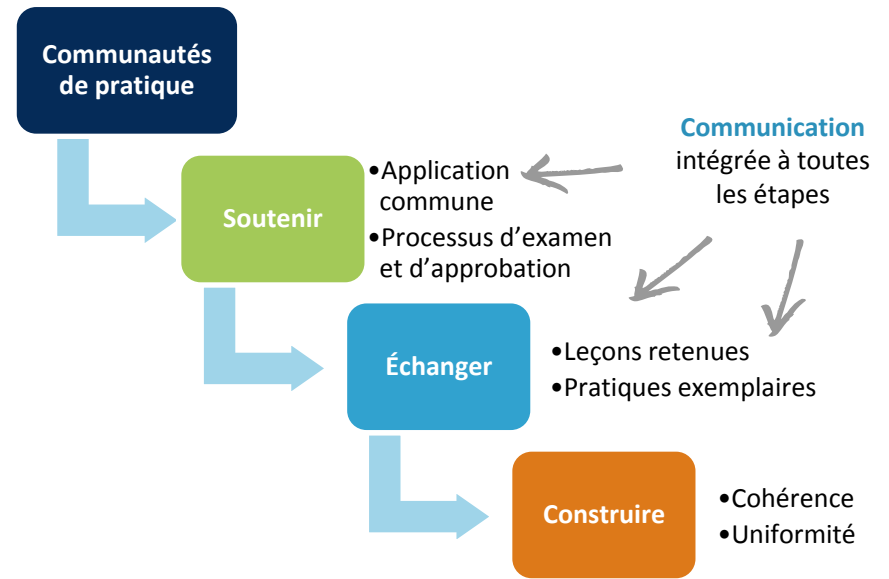 Communautés
de pratique
Communication
intégrée à toutes
les étapes
Soutenir
•Application
commune
•Processus d’examen
et d’approbation
Échanger
•Leçons retenues
•Pratiques exemplaires
Construire
•Cohérence
•Uniformité